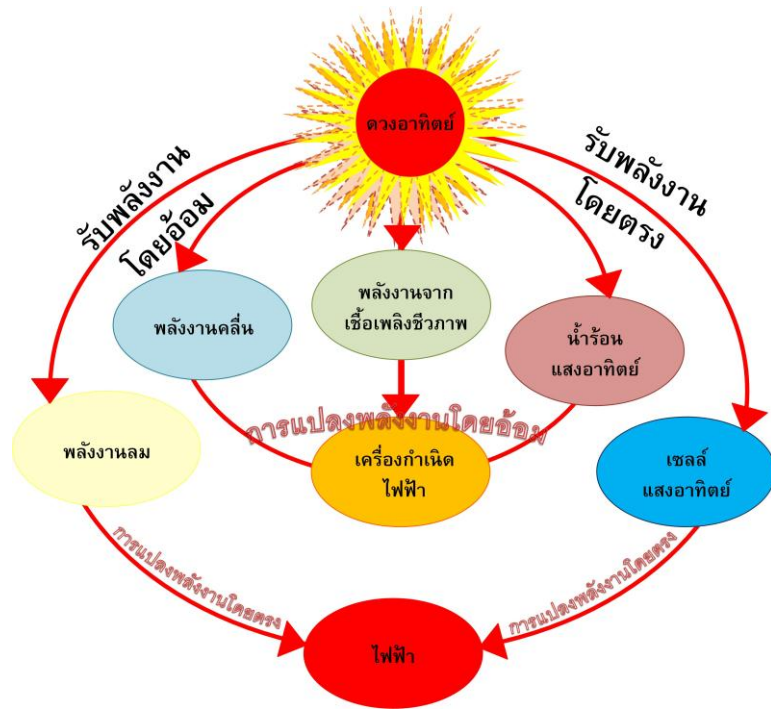 ดวงอาทิตย์
รับพลังงาน
โดยอ้อม
รับพลังงาน
โดยตรง
พลังงานคลื่น
พลังงานจาก
เชื้อเพลิงชีวภาพ
น้ำร้อน
แสงอาทิตย์
พลังงานลม
การแปลงพลังงานโดยอ้อม
เครื่องกำเนิด
ไฟฟ้า
เซลล์
แสงอาทิตย์
การแปลงพลังงานโดยตรง
การแปลงพลังงานโดยตรง
ไฟฟ้า